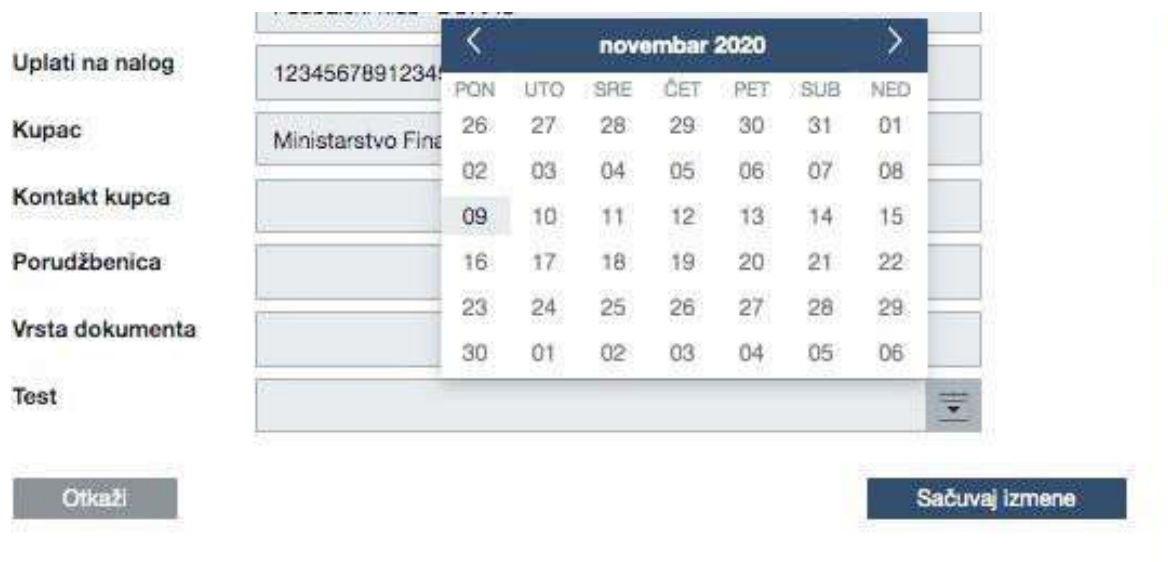 novembar 2020
Uplati na nalog
12345678912345
PON UTO SRE ČET PET SUB NED
Kupac
Ministarstvo Fina
26 27 28 29 30 31 01
02 03 04 05 06 07 08
Kontakt kupca
09 10 11 12 13 14 15
Porudžbenica
16 17 18 19 20 21 22
Vrsta dokumenta
23 24 25 26 27 28 29
30 01 02 03 04 05 06
Test
Otkaži
Sačuvaj izmene